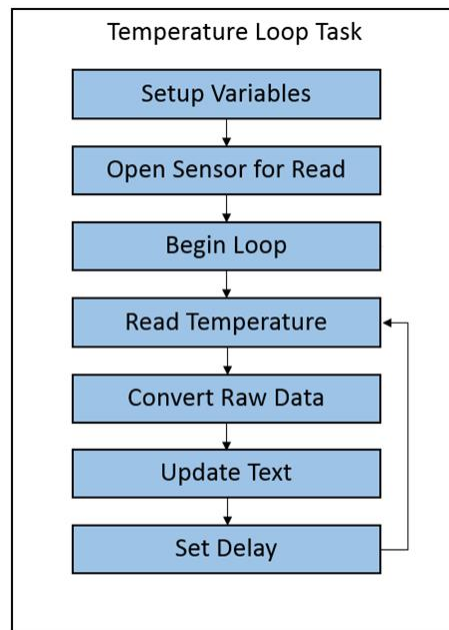 Temperature Loop Task
Setup Variables
Open Sensor for Read
Begin Loop
Read Temperature
Convert Raw Data
Update Text
Set Delay